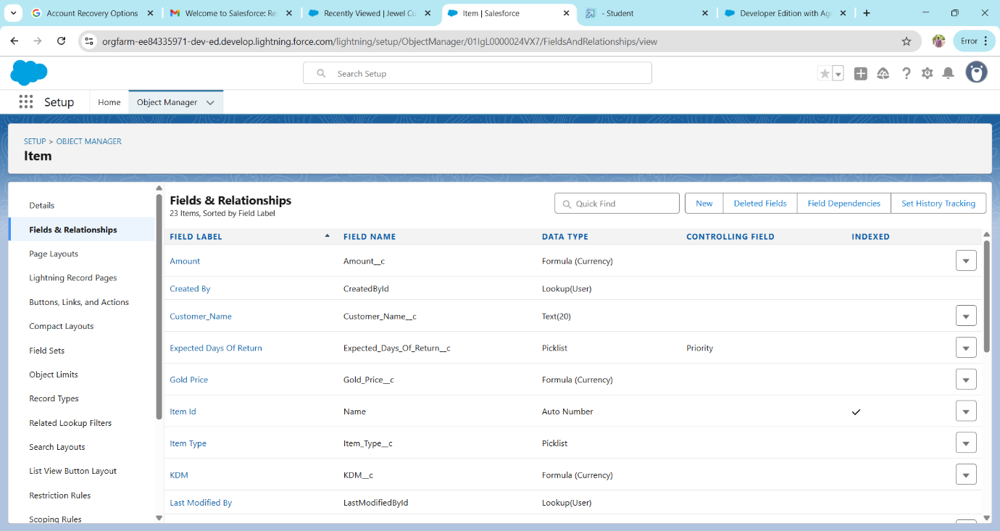 Account Recovery Options
Welcome to Salesforce: Re
Recently Viewed | Jewel Cu
Item | Salesforce
- Student
Developer Edition with Ag
orgfarm-ee84335971-dev-ed.develop.lightning.force.com/lightning/setup/ObjectManager/01IgL0000024VX7/FieldsAndRelationships/view
Error
Search Setup
Setup
Home
Object Manager
SETUP > OBJECT MANAGER
Item
Details
Fields & Relationships
Page Layouts
Lightning Record Pages
Buttons, Links, and Actions
Compact Layouts
Field Sets
Object Limits
Record Types
Related Lookup Filters
Search Layouts
List View Button Layout
Restriction Rules
Scoping Rules
Fields & Relationships
23 Items, Sorted by Field Label
Quick Find
New
Deleted Fields
Field Dependencies
Set History Tracking
FIELD LABEL FIELD NAME DATA TYPE CONTROLLING FIELD INDEXED
Amount Amount__c Formula (Currency)
Created By CreatedById Lookup(User)
Customer_Name Customer_Name__c Text(20)
Expected Days Of Return Expected_Days_Of_Return__c Picklist Priority
Gold Price Gold_Price__c Formula (Currency)
Item Id Name Auto Number
Item Type Item_Type__c Picklist
KDM KDM__c Formula (Currency)
Last Modified By LastModifiedById Lookup(User)